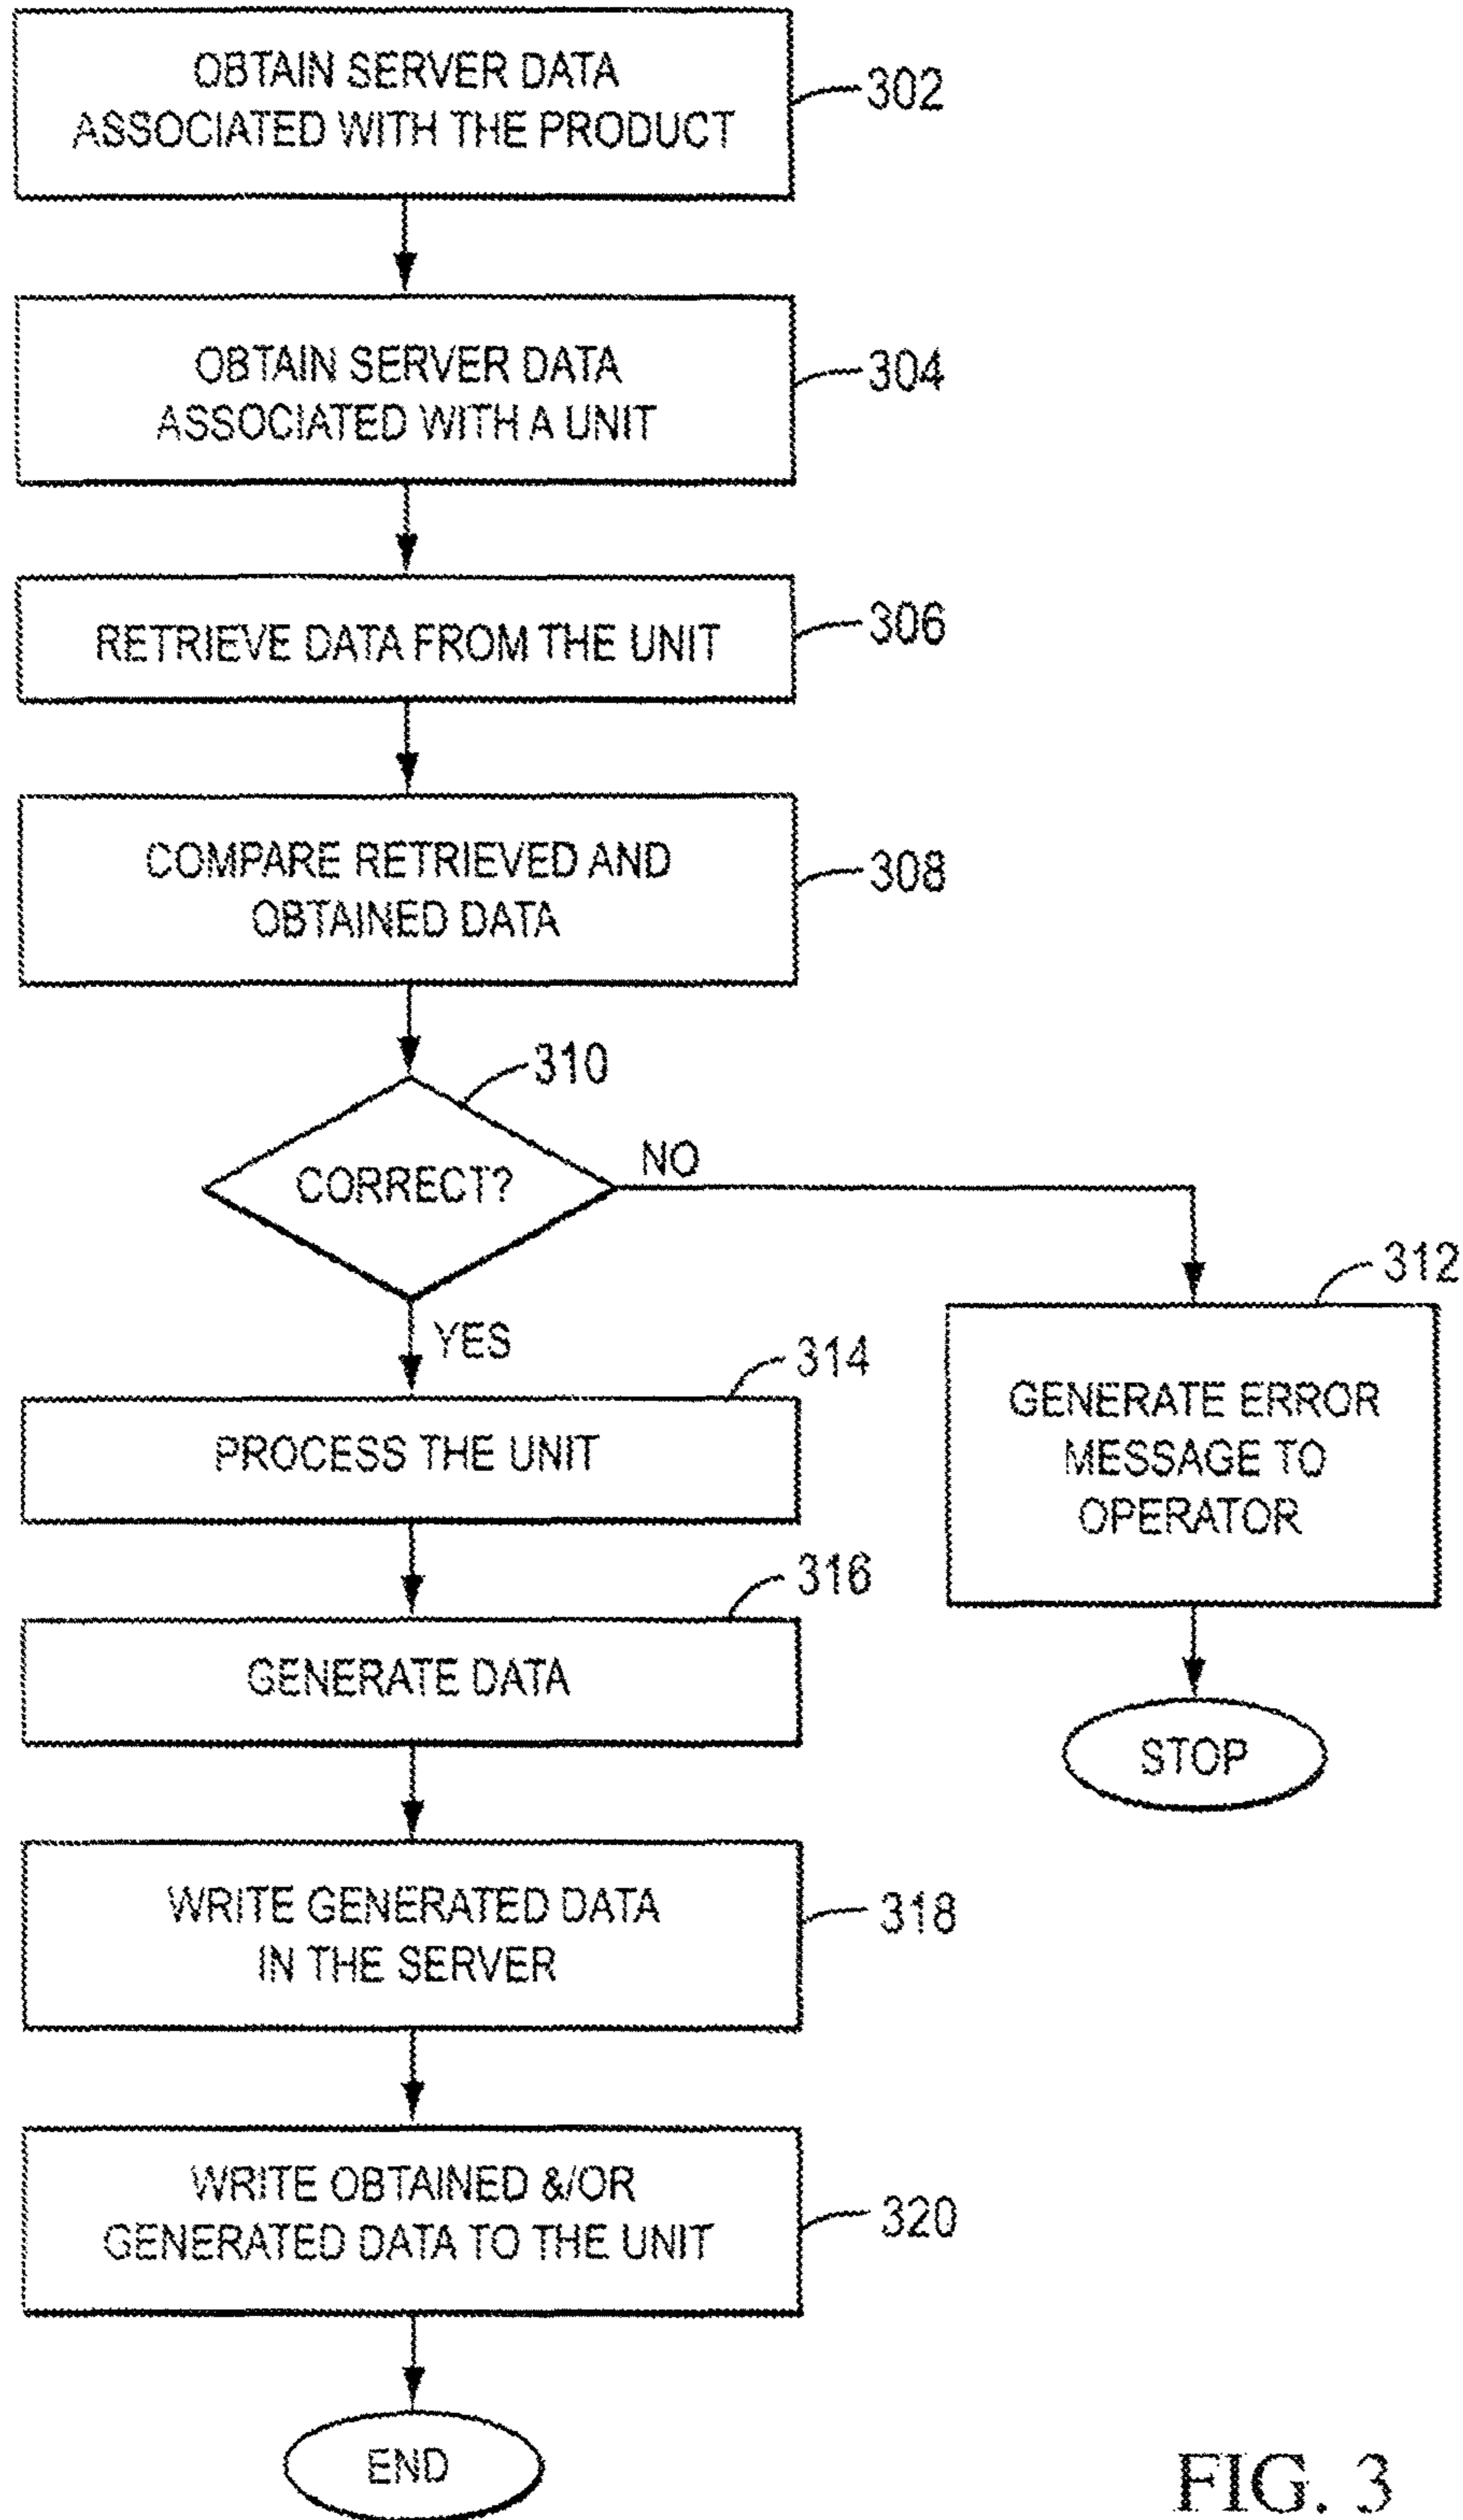 OBTAIN SERVER DATA
ASSOCIATED WITH THE PRODUCT
302
OBTAIN SERVER DATA
ASSOCIATED WITH A UNIT
304
RETRIEVE DATA FROM THE UNIT
306
COMPARE RETRIEVED AND
OBTAINED DATA
308
310
CORRECT?
NO
YES
312
GENERATE ERROR
MESSAGE TO
OPERATOR
STOP
314
PROCESS THE UNIT
316
GENERATE DATA
WRITE GENERATED DATA
IN THE SERVER
318
WRITE OBTAINED &/OR
GENERATED DATA TO THE UNIT
320
END
FIG. 3